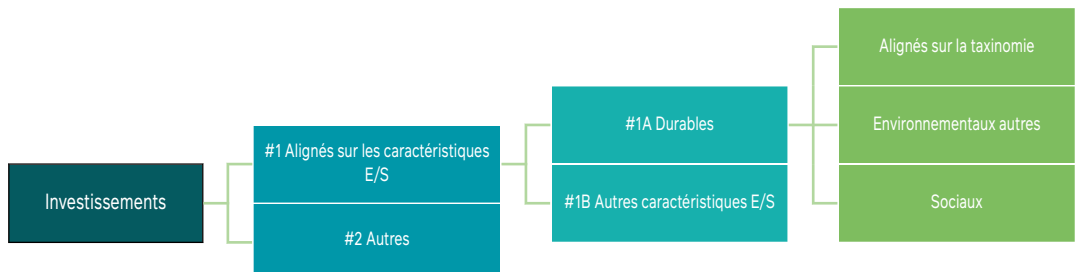 Investissements
#1 Alignés sur les caractéristiques
E/S
#2 Autres
#1A Durables
#1B Autres caractéristiques E/S
Alignés sur la taxinomie
Environnementaux autres
Sociaux